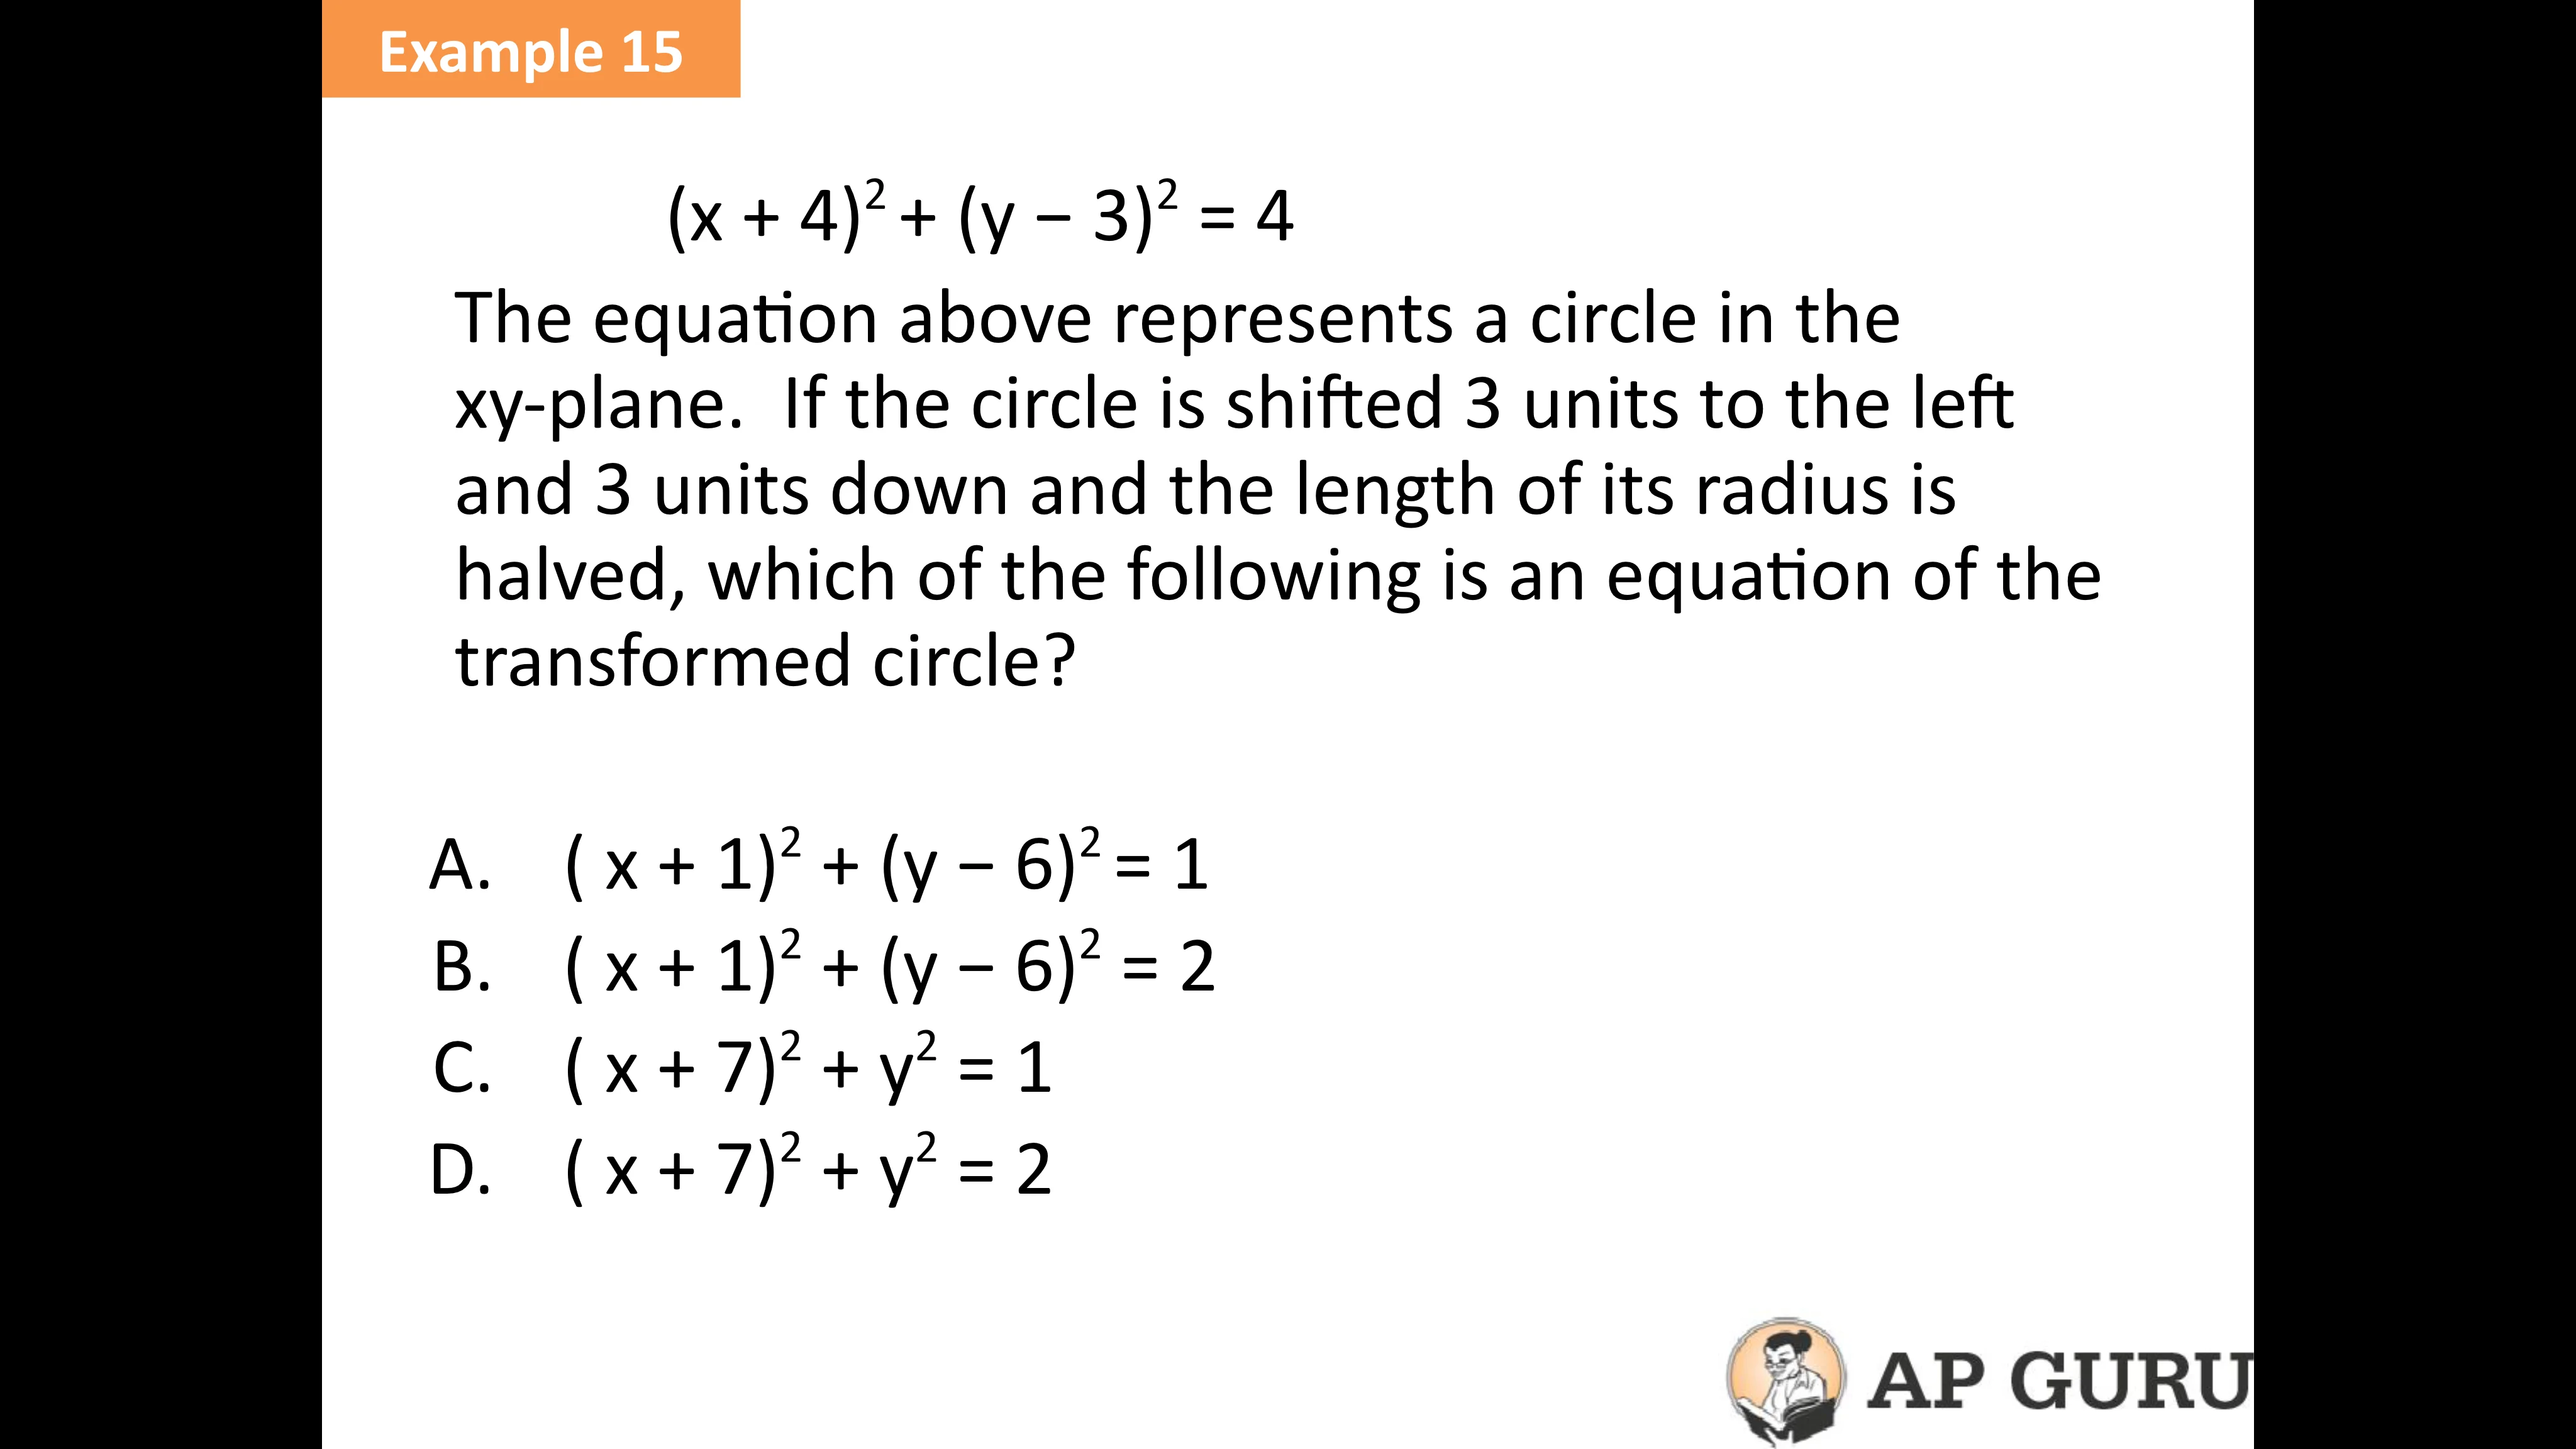 Example 15
(x + 4)² + (y − 3)² = 4
The equation above represents a circle in the
xy-plane.  If the circle is shifted 3 units to the left
and 3 units down and the length of its radius is
halved, which of the following is an equation of the
transformed circle?
A. ( x + 1)² + (y − 6)² = 1
B. ( x + 1)² + (y − 6)² = 2
C. ( x + 7)² + y² = 1
D. ( x + 7)² + y² = 2
AP GURU